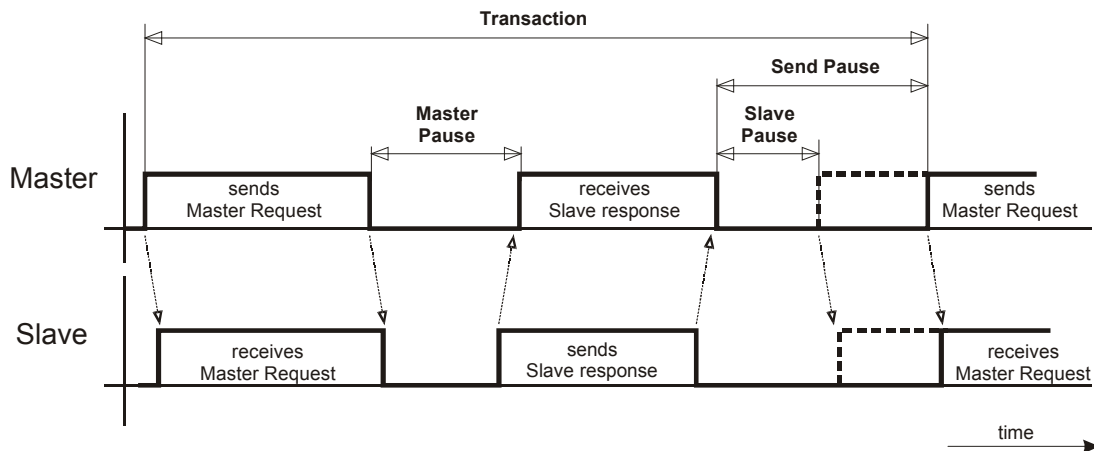 Transaction
Send Pause
Master
Pause
Slave
Pause
Master
sends
Master Request
receives
Slave response
sends
Master Request
Slave
receives
Master Request
sends
Slave response
receives
Master Request
time